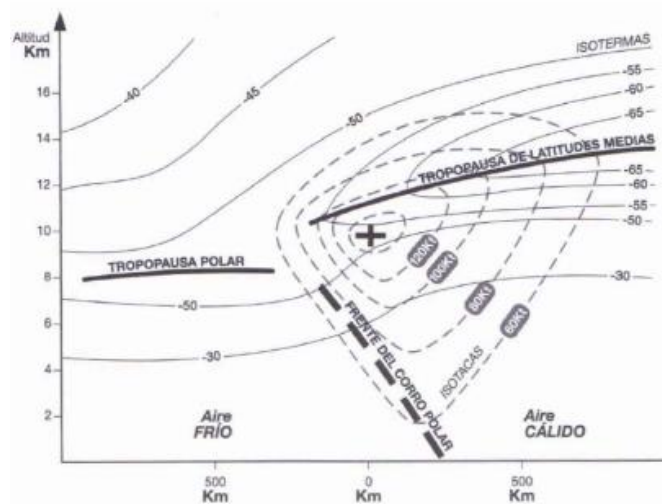 Altitud
Km
16
14
12
10
8
6
4
2
-40
-45
-50
ISOTERMAS
-55
-60
-65
TROPOPAUSA DE LATITUDES MEDIAS
-65
-60
-55
-50
-30
TROPOPAUSA POLAR
-50
-30
120Kt
100Kt
80Kt
60Kt
ISOTACAS
FRENTE DEL CORRO POLAR
Aire
FRÍO
Aire
CÁLIDO
500
Km
0
Km
500
Km